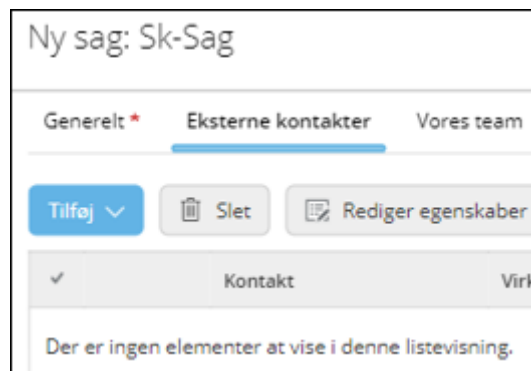 Ny sag: Sk-Sag
Generelt * Eksterne kontakter Vores team
Tilføj Slet Rediger egenskaber
Kontakt
Der er ingen elementer at vise i denne listevisning.